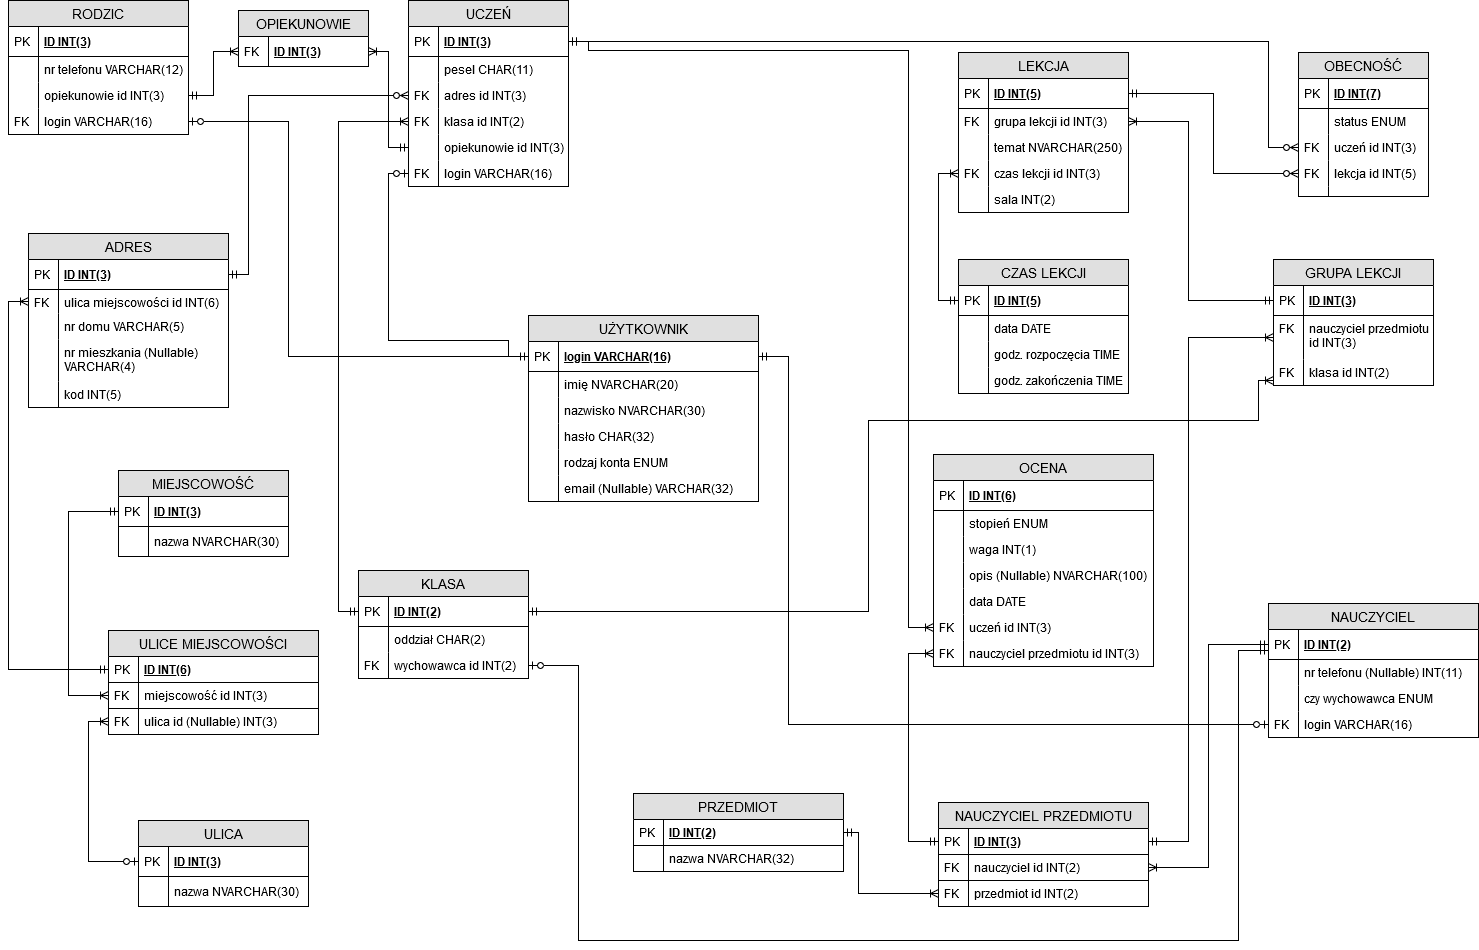 RODZIC
PK ID INT(3)
nr telefonu VARCHAR(12)
opiekunowie id INT(3)
FK login VARCHAR(16)
OPIEKUNOWIE
FK ID INT(3)
UCZEŃ
PK ID INT(3)
pesel CHAR(11)
FK adres id INT(3)
FK klasa id INT(2)
opiekunowie id INT(3)
FK login VARCHAR(16)
LEKCJA
PK ID INT(5)
FK grupa lekcji id INT(3)
temat NVARCHAR(250)
FK czas lekcji id INT(3)
sala INT(2)
OBECNOŚĆ
PK ID INT(7)
status ENUM
FK uczeń id INT(3)
FK lekcja id INT(5)
ADRES
PK ID INT(3)
FK ulica miejscowości id INT(6)
nr domu VARCHAR(5)
nr mieszkania (Nullable)
VARCHAR(4)
kod INT(5)
UŻYTKOWNIK
PK login VARCHAR(16)
imię NVARCHAR(20)
nazwisko NVARCHAR(30)
hasło CHAR(32)
rodzaj konta ENUM
email (Nullable) VARCHAR(32)
CZAS LEKCJI
PK ID INT(5)
data DATE
godz. rozpoczęcia TIME
godz. zakończenia TIME
GRUPA LEKCJI
PK ID INT(3)
FK nauczyciel przedmiotu
id INT(3)
FK klasa id INT(2)
MIEJSCOWOŚĆ
PK ID INT(3)
nazwa NVARCHAR(30)
OCENA
PK ID INT(6)
stopień ENUM
waga INT(1)
opis (Nullable) NVARCHAR(100)
data DATE
FK uczeń id INT(3)
FK nauczyciel przedmiotu id INT(3)
KLASA
PK ID INT(2)
oddział CHAR(2)
FK wychowawca id INT(2)
ULICE MIEJSCOWOŚCI
PK ID INT(6)
FK miejscowość id INT(3)
FK ulica id (Nullable) INT(3)
NAUCZYCIEL
PK ID INT(2)
nr telefonu (Nullable) INT(11)
czy wychowawca ENUM
FK login VARCHAR(16)
ULICA
PK ID INT(3)
nazwa NVARCHAR(30)
PRZEDMIOT
PK ID INT(2)
nazwa NVARCHAR(32)
NAUCZYCIEL PRZEDMIOTU
PK ID INT(3)
FK nauczyciel id INT(2)
FK przedmiot id INT(2)